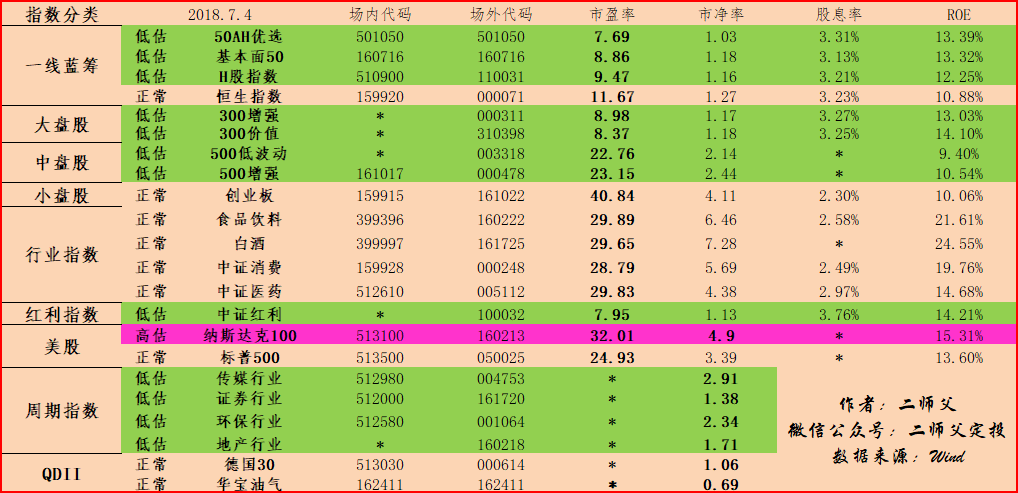 指数分类 2018.7.4 场内代码 场外代码 市盈率 市净率 股息率 ROE
一线蓝筹 低估 50AH优选 501050 501050 7.69 1.03 3.31% 13.39%
低估 基本面50 160716 160716 8.86 1.18 3.13% 13.32%
低估 H股指数 510900 110031 9.47 1.16 3.21% 12.25%
正常 恒生指数 159920 000071 11.67 1.27 3.23% 10.88%
大盘股 低估 300增强 * 000311 8.98 1.17 3.27% 13.03%
低估 300价值 * 310398 8.37 1.18 3.25% 14.10%
中盘股 低估 500低波动 * 003318 22.76 2.14 * 9.40%
低估 500增强 161017 000478 23.15 2.44 * 10.54%
小盘股 正常 创业板 159915 161022 40.84 4.11 2.30% 10.06%
行业指数 正常 食品饮料 399396 160222 29.89 6.46 2.58% 21.61%
正常 白酒 399997 161725 29.65 7.28 * 24.55%
正常 中证消费 159928 000248 28.79 5.69 2.49% 19.76%
正常 中证医药 512610 005112 29.83 4.38 2.97% 14.68%
红利指数 低估 中证红利 * 100032 7.95 1.13 3.76% 14.21%
美股 高估 纳斯达克100 513100 160213 32.01 4.9 * 15.31%
正常 标普500 513500 050025 24.93 3.39 * 13.60%
周期指数 低估 传媒行业 512980 004753 * 2.91
低估 证券行业 512000 161720 * 1.38
低估 环保行业 512580 001064 * 2.34
低估 地产行业 * 160218 * 1.71
QDII 正常 德国30 513030 000614 * 1.06
正常 华宝油气 162411 162411 * 0.69
作者：二师父
微信公众号：二师父定投
数据来源：Wind